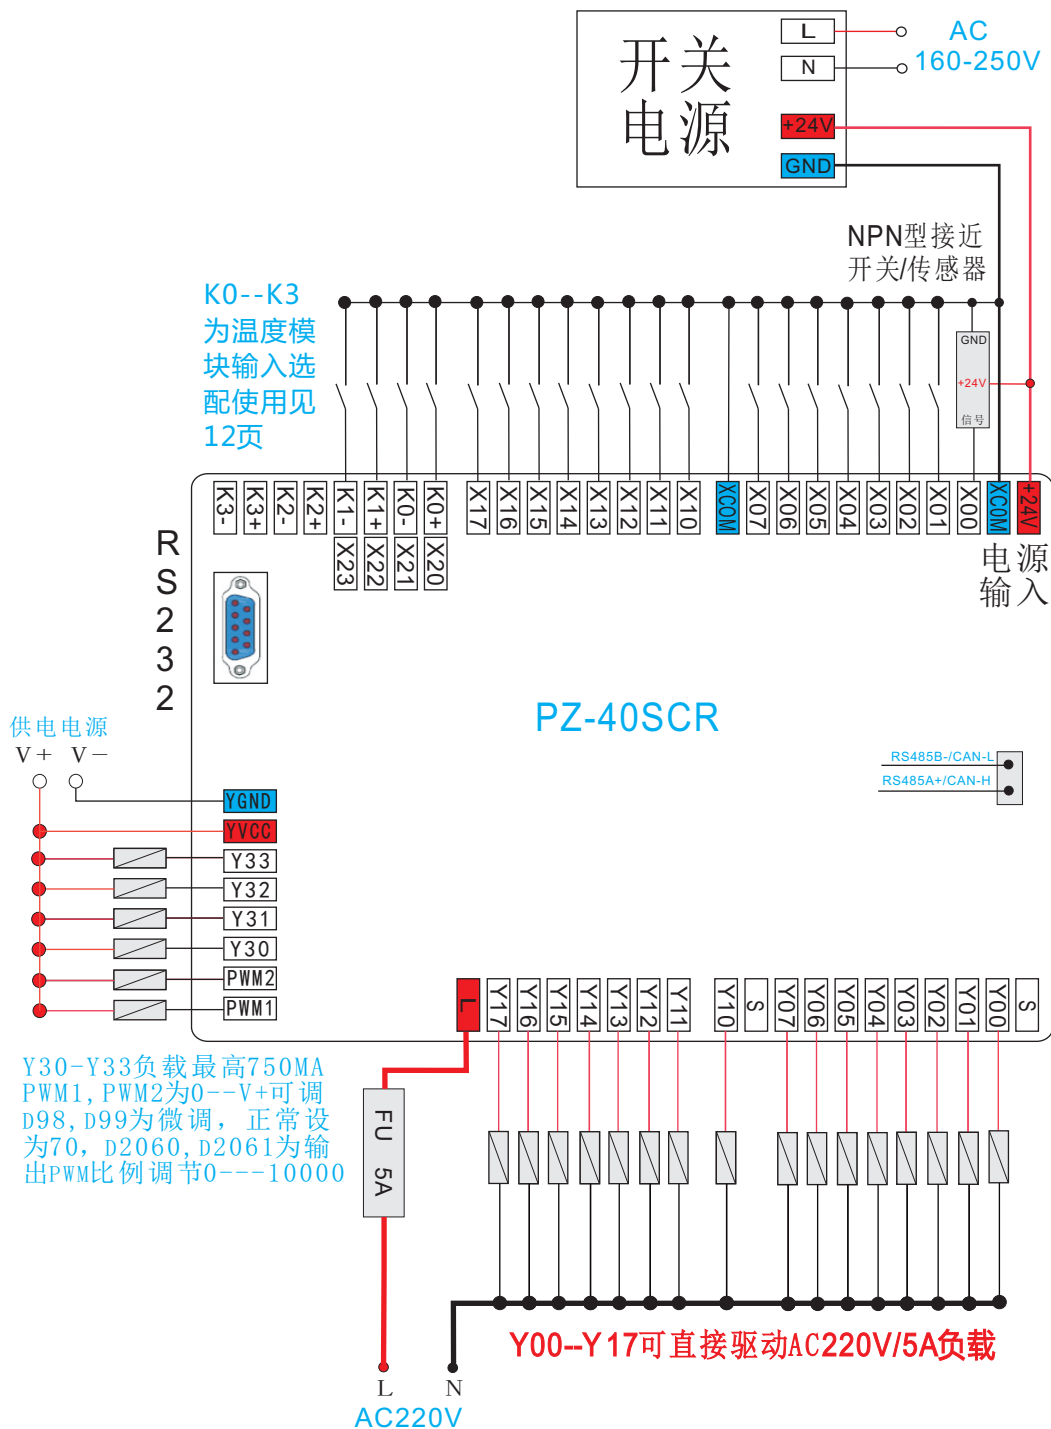 开关
电源
L
N
+24V
GND
AC
160-250V
NPN型接近
开关/传感器
K0--K3
为温度模
块输入选
配使用见
12页
GND
+24V
信号
K3-
K3+
K2-
K2+
K1-
K1+
K0-
K0+
X17
X16
X15
X14
X13
X12
X11
X10
XCOM
X07
X06
X05
X04
X03
X02
X01
X00
XCOM
+24V
X23
X22
X21
X20
电源
输入
RS232
PZ-40SCR
RS485B-/CAN-L
RS485A+/CAN-H
供电电源
V+ V-
YGND
YVCC
Y33
Y32
Y31
Y30
PWM2
PWM1
L
Y17
Y16
Y15
Y14
Y13
Y12
Y11
Y10
S
Y07
Y06
Y05
Y04
Y03
Y02
Y01
Y00
S
Y30-Y33负载最高750MA
PWM1,PWM2为0--V+可调
D98,D99为微调，正常设
为70，D2060,D2061为输
出PWM比例调节0---10000
FU 5A
Y00--Y17可直接驱动AC220V/5A负载
L
N
AC220V